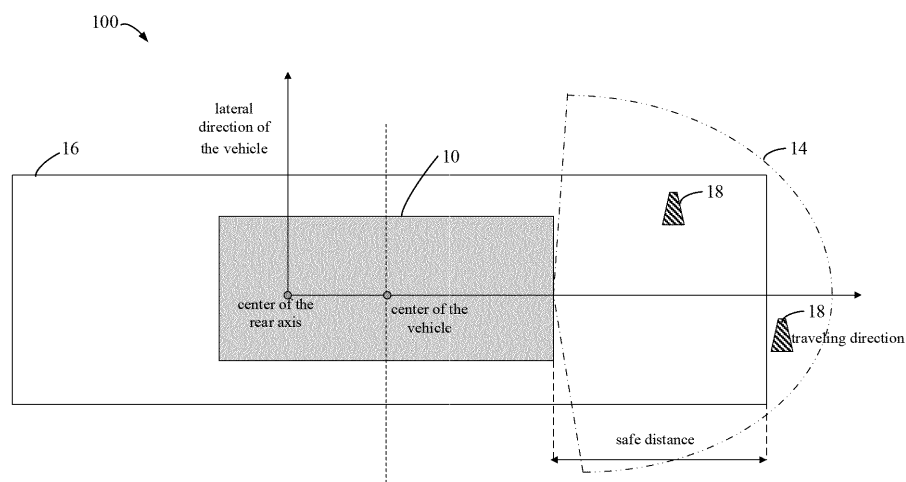 100
lateral
direction of
the vehicle
16
10
14
18
center of the
rear axis
center of the
vehicle
18
traveling direction
safe distance